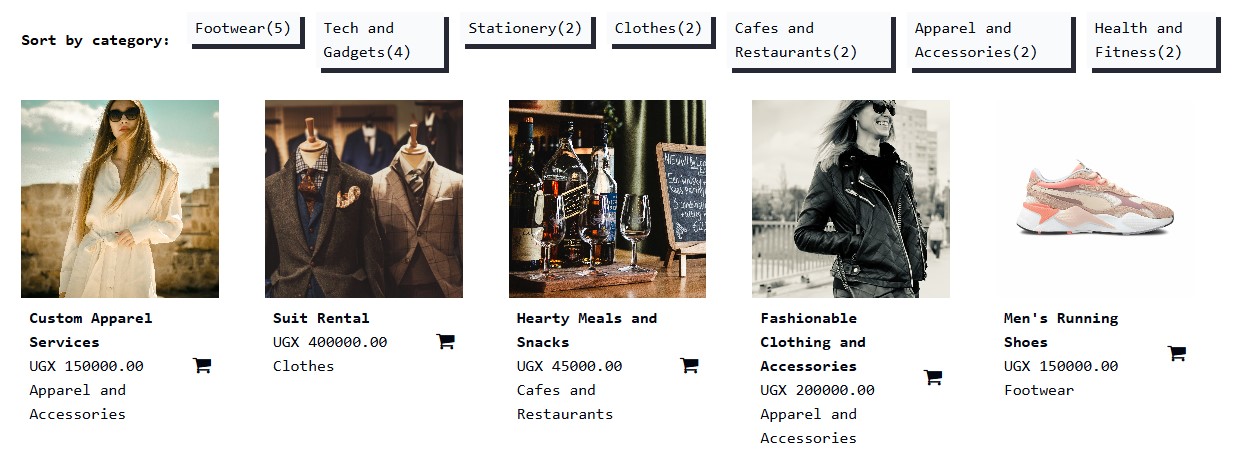 Sort by category:
Footwear(5)
Tech and
Gadgets(4)
Stationery(2)
Clothes(2)
Cafes and
Restaurants(2)
Apparel and
Accessories(2)
Health and
Fitness(2)
Custom Apparel
Services
UGX 150000.00
Apparel and
Accessories
Suit Rental
UGX 400000.00
Clothes
Hearty Meals and
Snacks
UGX 45000.00
Cafes and
Restaurants
Fashionable
Clothing and
Accessories
UGX 200000.00
Apparel and
Accessories
Men's Running
Shoes
UGX 150000.00
Footwear